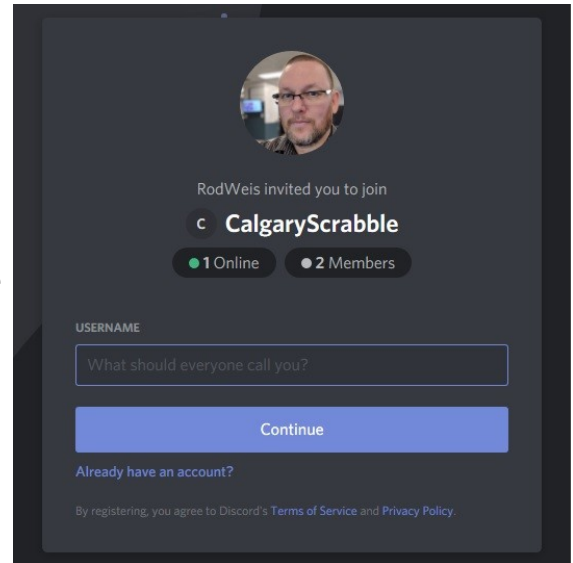 RodWeis invited you to join
C CalgaryScrabble
1 Online 2 Members
USERNAME
What should everyone call you?
Continue
Already have an account?
By registering, you agree to Discord's Terms of Service and Privacy Policy.